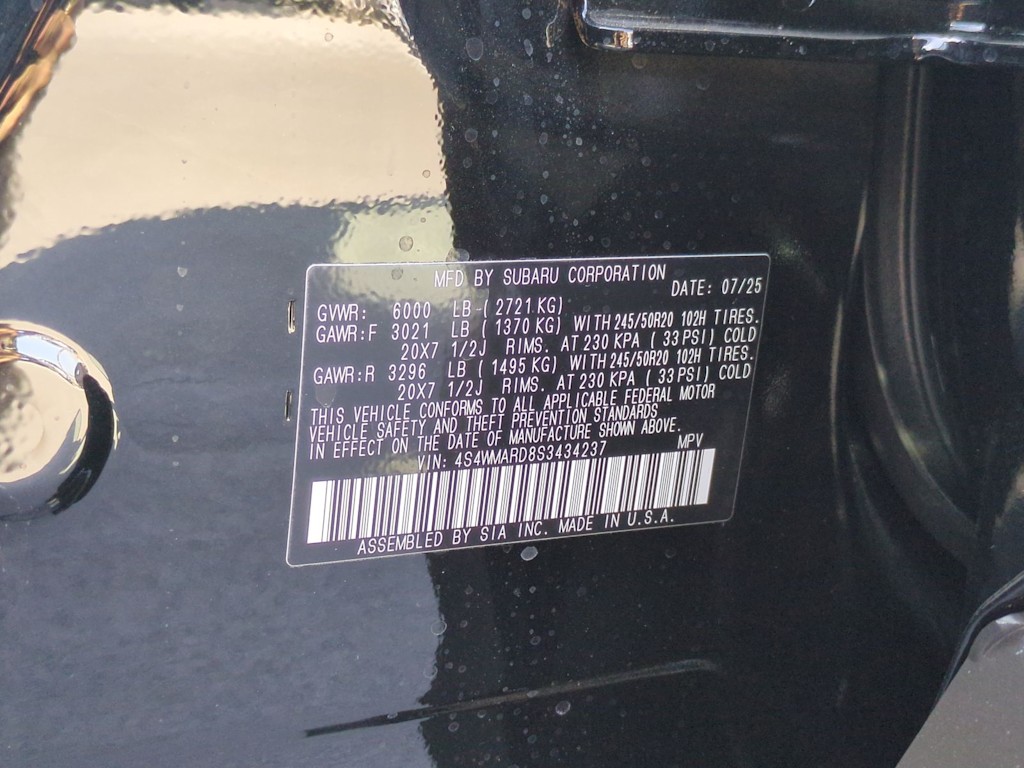 MFD BY SUBARU CORPORATION
DATE: 07/25
GVWR: 6000 LB (2721 KG)
GAWR:F 3021 LB (1370 KG) WITH 245/50R20 102H TIRES.
20X7 1/2J RIMS. AT 230 KPA (33 PSI) COLD
GAWR:R 3296 LB (1495 KG) WITH 245/50R20 102H TIRES.
20X7 1/2J RIMS. AT 230 KPA (33 PSI) COLD
THIS VEHICLE CONFORMS TO ALL APPLICABLE FEDERAL MOTOR
VEHICLE SAFETY AND THEFT PREVENTION STANDARDS
IN EFFECT ON THE DATE OF MANUFACTURE SHOWN ABOVE.
VIN: 4S4WMARD8S3434237 MPV
ASSEMBLED BY SIA INC. MADE IN U.S.A.